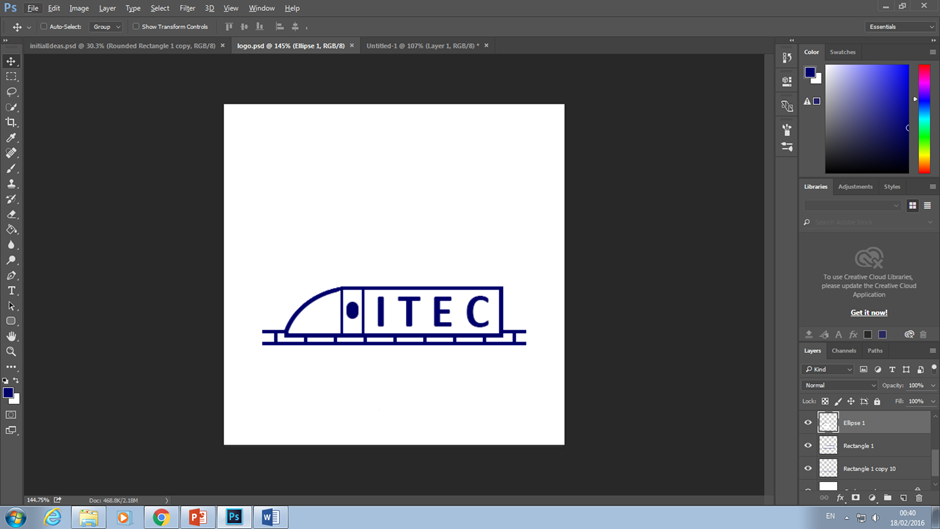 Ps File Edit Image Layer Type Select Filter 3D View Window Help
Auto-Select: Group Show Transform Controls Essentials
initialIdeas.psd @ 30.3% (Rounded Rectangle 1 copy, RGB/8) × logo.psd @ 145% (Ellipse 1, RGB/8) × Untitled-1 @ 107% (Layer 1, RGB/8) * ×
Color Swatches
Libraries Adjustments Styles
To use Creative Cloud Libraries,
please update the Creative Cloud
Application
Get it now!
ITEC
Layers Channels Paths
Kind
Normal Opacity: 100%
Lock: Fill: 100%
Ellipse 1
Rectangle 1
Rectangle 1 copy 10
fx
144.75% Doc: 468.8K/2.18M
EN 00:40
18/02/2016